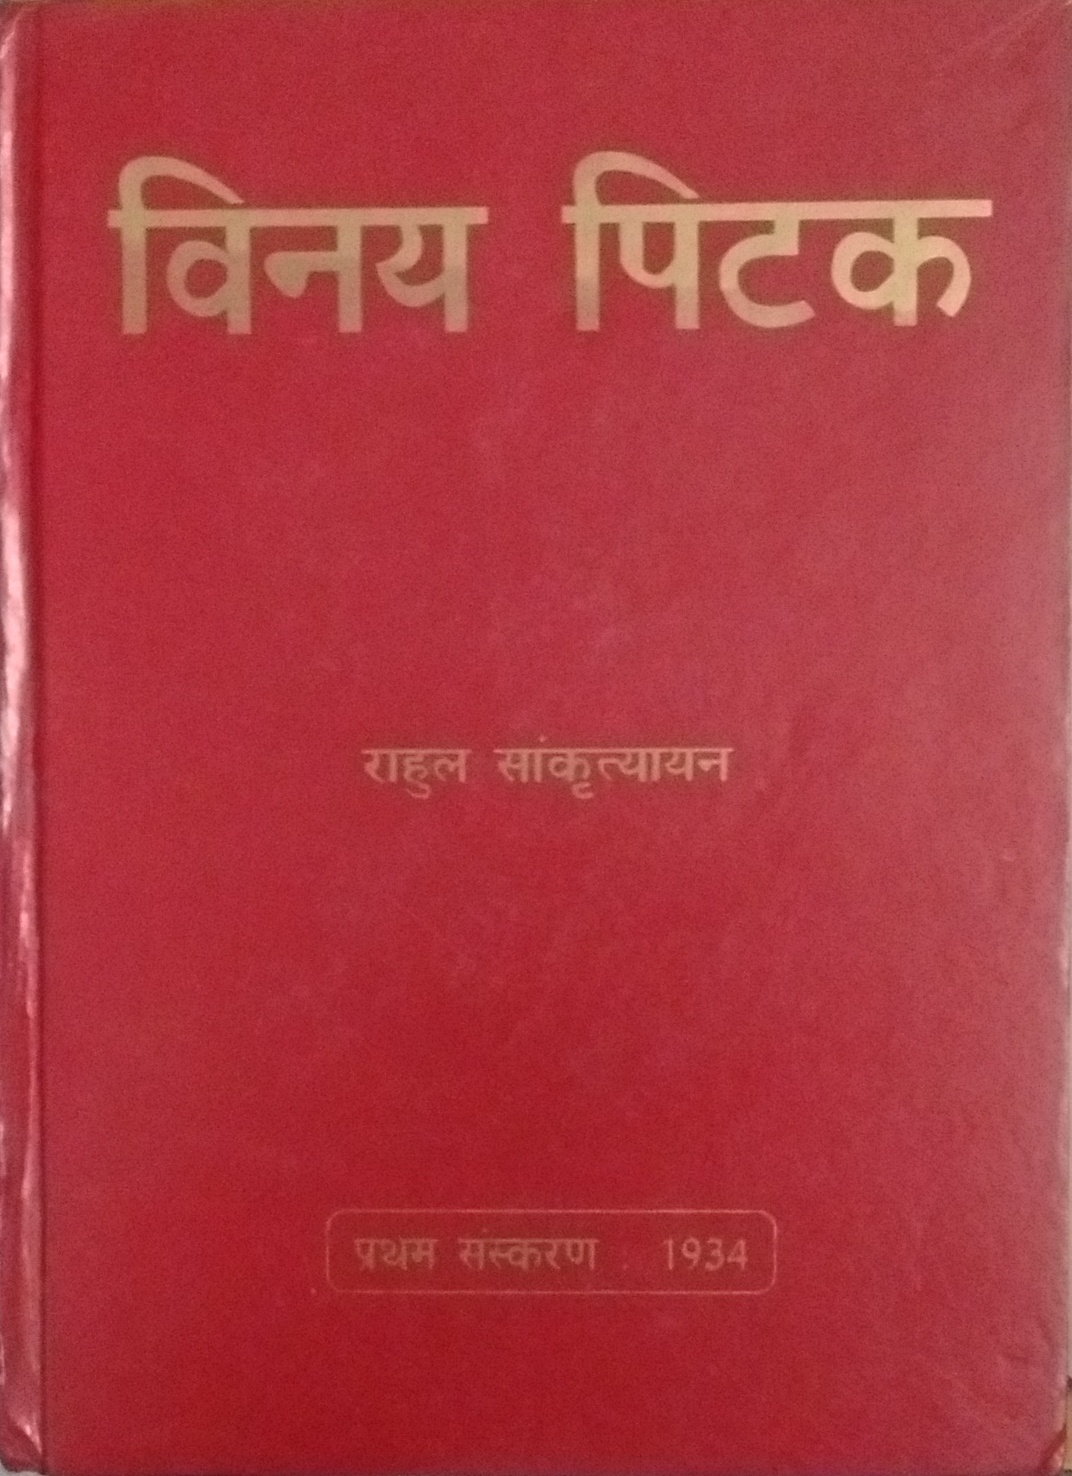 विनय पिटक
राहुल सांकृत्यायन
प्रथम संस्करण : 1934